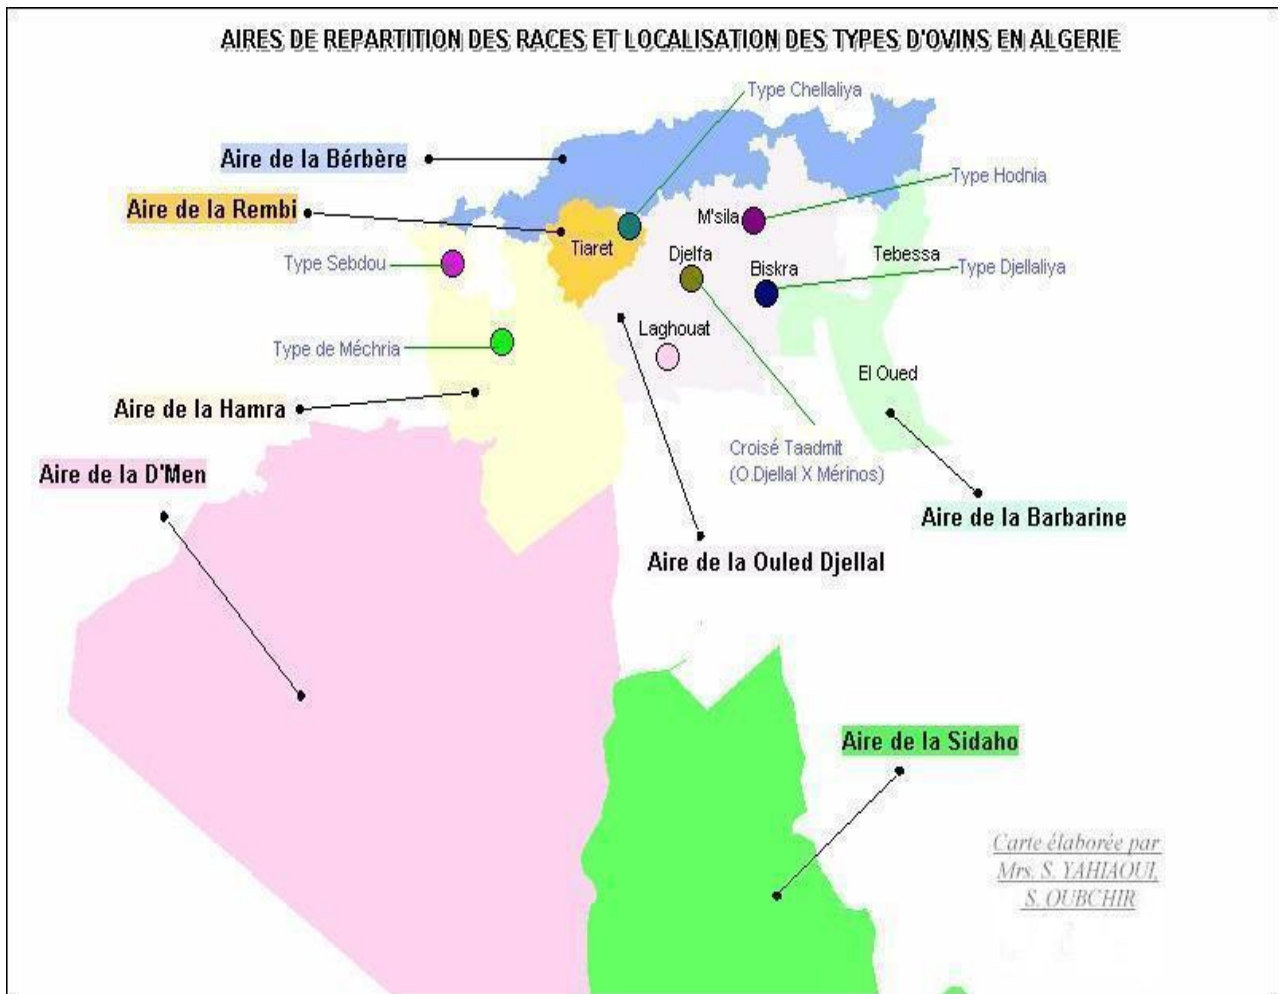 AIRES DE REPARTITION DES RACES ET LOCALISATION DES TYPES D'OVINS EN ALGERIE
Type Chellaliya
Aire de la Bérbère
Type Hodnia
Aire de la Rembi
M'sila
Tiaret
Djelfa
Tebessa
Type Sebdou
Biskra
Type Djellaliya
Laghouat
Type de Méchria
El Oued
Aire de la Hamra
Croisé Taadmit
(O.Djellal X Mérinos)
Aire de la D'Men
Aire de la Barbarine
Aire de la Ouled Djellal
Aire de la Sidaho
Carte élaborée par
Mrs. S. YAHIAOUI,
S. OUBCHIR